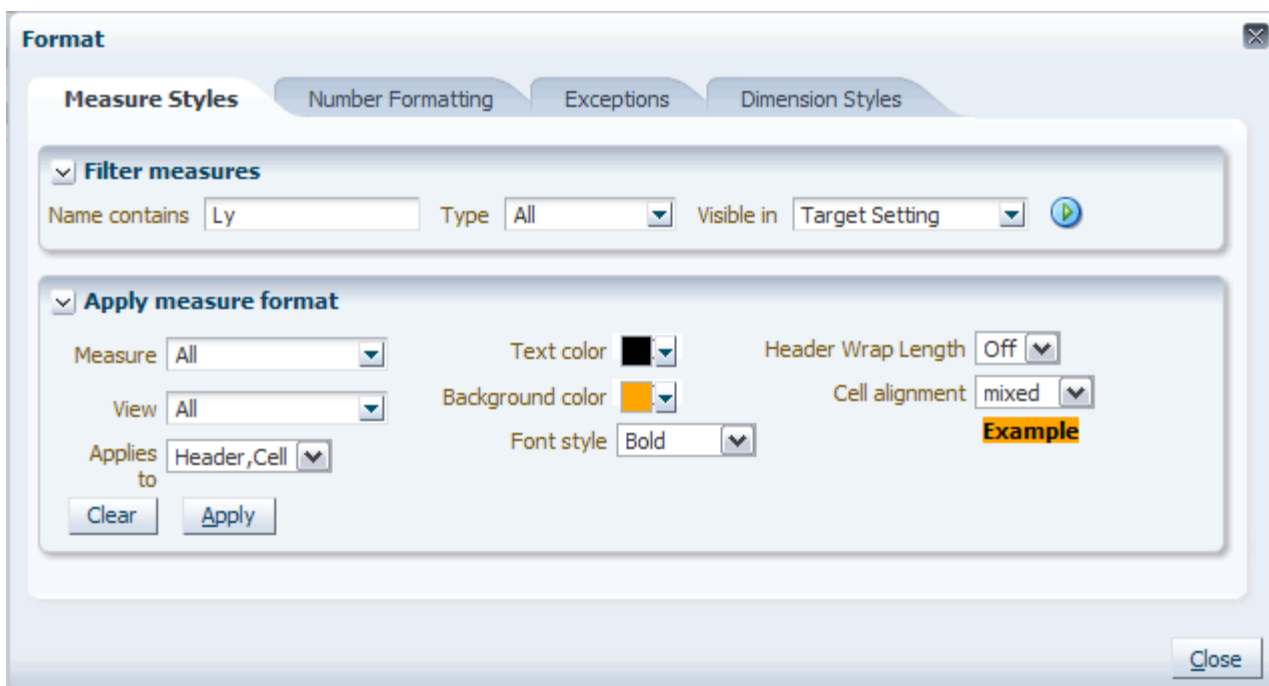 Format
Measure Styles Number Formatting Exceptions Dimension Styles
Filter measures
Name contains Ly Type All Visible in Target Setting
Apply measure format
Measure All Text color Header Wrap Length Off
View All Background color Cell alignment mixed
Applies to Header,Cell Font style Bold Example
Clear Apply
Close